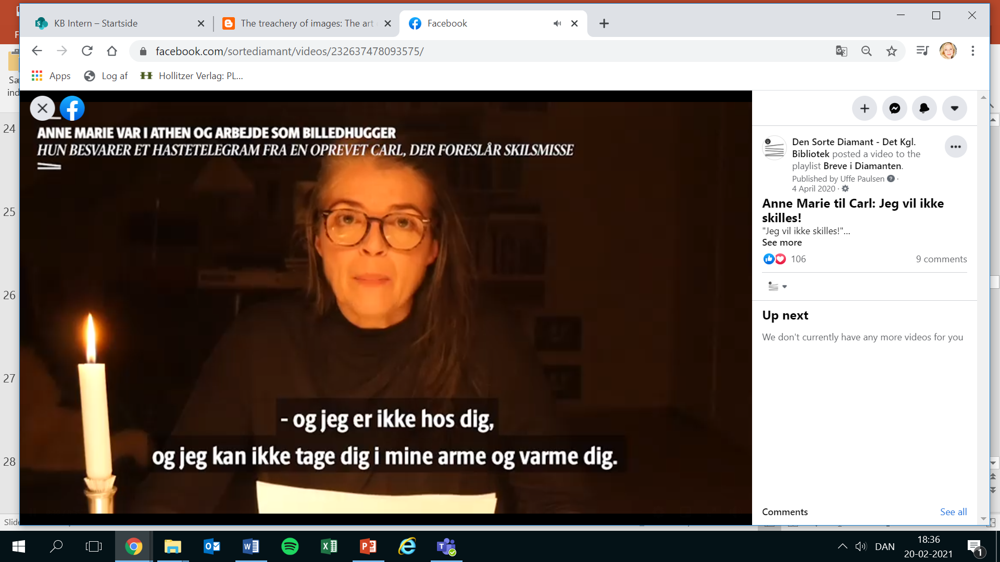 KB Intern – Startside
The treachery of images: The art
Facebook
facebook.com/sortediamant/videos/232637478093575/
Apps
Log af
Hollitzer Verlag: PL...
F
Sæ
ind
24
25
26
27
28
ANNE MARIE VAR I ATHEN OG ARBEJDE SOM BILLEDHUGGER
HUN BESVARER ET HASTETELEGRAM FRA EN OPREVET CARL, DER FORESLÅR SKILSMISSE
- og jeg er ikke hos dig,
og jeg kan ikke tage dig i mine arme og varme dig.
Den Sorte Diamant - Det Kgl.
Bibliotek posted a video to the
playlist Breve i Diamanten.
Published by Uffe Paulsen ·
4 April 2020 ·
Anne Marie til Carl: Jeg vil ikke
skilles!
"Jeg vil ikke skilles!"...
See more
106
9 comments
Up next
We don't currently have any more videos for you
Comments
See all
Slide
DAN
18:36
20-02-2021
1